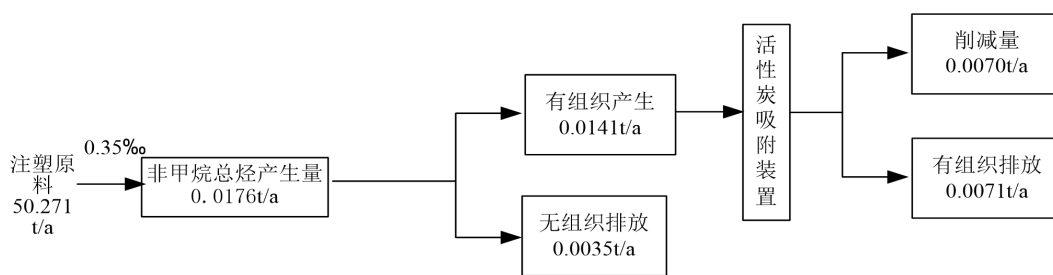 注塑原
料
50.271
t/a
0.35‰
非甲烷总烃产生量
0.0176t/a
有组织产生
0.0141t/a
无组织排放
0.0035t/a
活
性
炭
吸
附
装
置
削减量
0.0070t/a
有组织排放
0.0071t/a